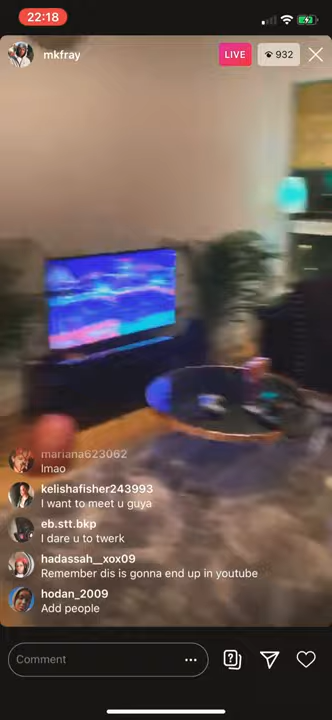 22:18
mkfray
LIVE
932
mariana623062
lmao
kelishafisher243993
I want to meet u guya
eb.stt.bkp
I dare u to twerk
hadassah__xox09
Remember dis is gonna end up in youtube
hodan_2009
Add people
Comment